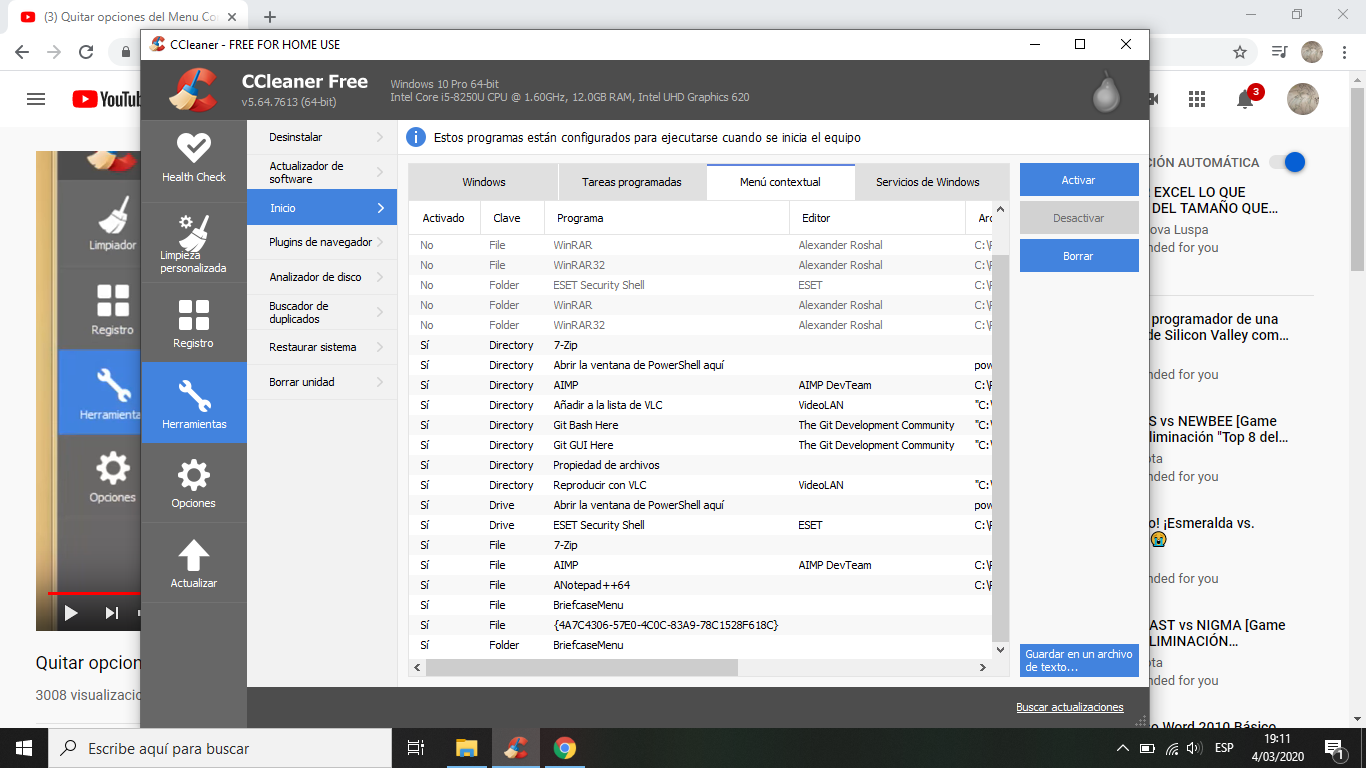 (3) Quitar opciones del Menu Co
CCleaner - FREE FOR HOME USE
CCleaner Free
v5.64.7613 (64-bit)
Windows 10 Pro 64-bit
Intel Core i5-8250U CPU @ 1.60GHz, 12.0GB RAM, Intel UHD Graphics 620
YouTu
3
Health Check
Limpieza
personalizada
Registro
Herramientas
Opciones
Actualizar
Desinstalar
Actualizador de
software
Inicio
Plugins de navegador
Analizador de disco
Buscador de
duplicados
Restaurar sistema
Borrar unidad
Estos programas están configurados para ejecutarse cuando se inicia el equipo
Windows Tareas programadas Menú contextual Servicios de Windows
Activado Clave Programa Editor Arc
No File WinRAR Alexander Roshal C:\P
No File WinRAR32 Alexander Roshal C:\P
No Folder ESET Security Shell ESET C:\P
No Folder WinRAR Alexander Roshal C:\P
No Folder WinRAR32 Alexander Roshal C:\P
Sí Directory 7-Zip
Sí Directory Abrir la ventana de PowerShell aquí pow
Sí Directory AIMP AIMP DevTeam C:\P
Sí Directory Añadir a la lista de VLC VideoLAN "C:\
Sí Directory Git Bash Here The Git Development Community "C:\
Sí Directory Git GUI Here The Git Development Community "C:\
Sí Directory Propiedad de archivos
Sí Directory Reproducir con VLC VideoLAN "C:\
Sí Drive Abrir la ventana de PowerShell aquí pow
Sí Drive ESET Security Shell ESET C:\P
Sí File 7-Zip
Sí File AIMP AIMP DevTeam C:\P
Sí File ANotepad++64 C:\P
Sí File BriefcaseMenu
Sí File {4A7C4306-57E0-4C0C-83A9-78C1528F618C}
Sí Folder BriefcaseMenu
Activar
Desactivar
Borrar
Guardar en un archivo
de texto...
Buscar actualizaciones
Limpiador
Registro
Herramienta
Opciones
Quitar opcion
3008 visualizacio
CIÓN AUTOMÁTICA
EXCEL LO QUE
DEL TAMAÑO QUE...
ova Luspa
nded for you
programador de una
de Silicon Valley com...
nded for you
S vs NEWBEE [Game
liminación "Top 8 del...
ota
nded for you
o! ¡Esmeralda vs.
nded for you
AST vs NIGMA [Game
LIMINACIÓN...
ota
nded for you
o Word 2010 Básico
Escribe aquí para buscar
ESP
19:11
4/03/2020
1